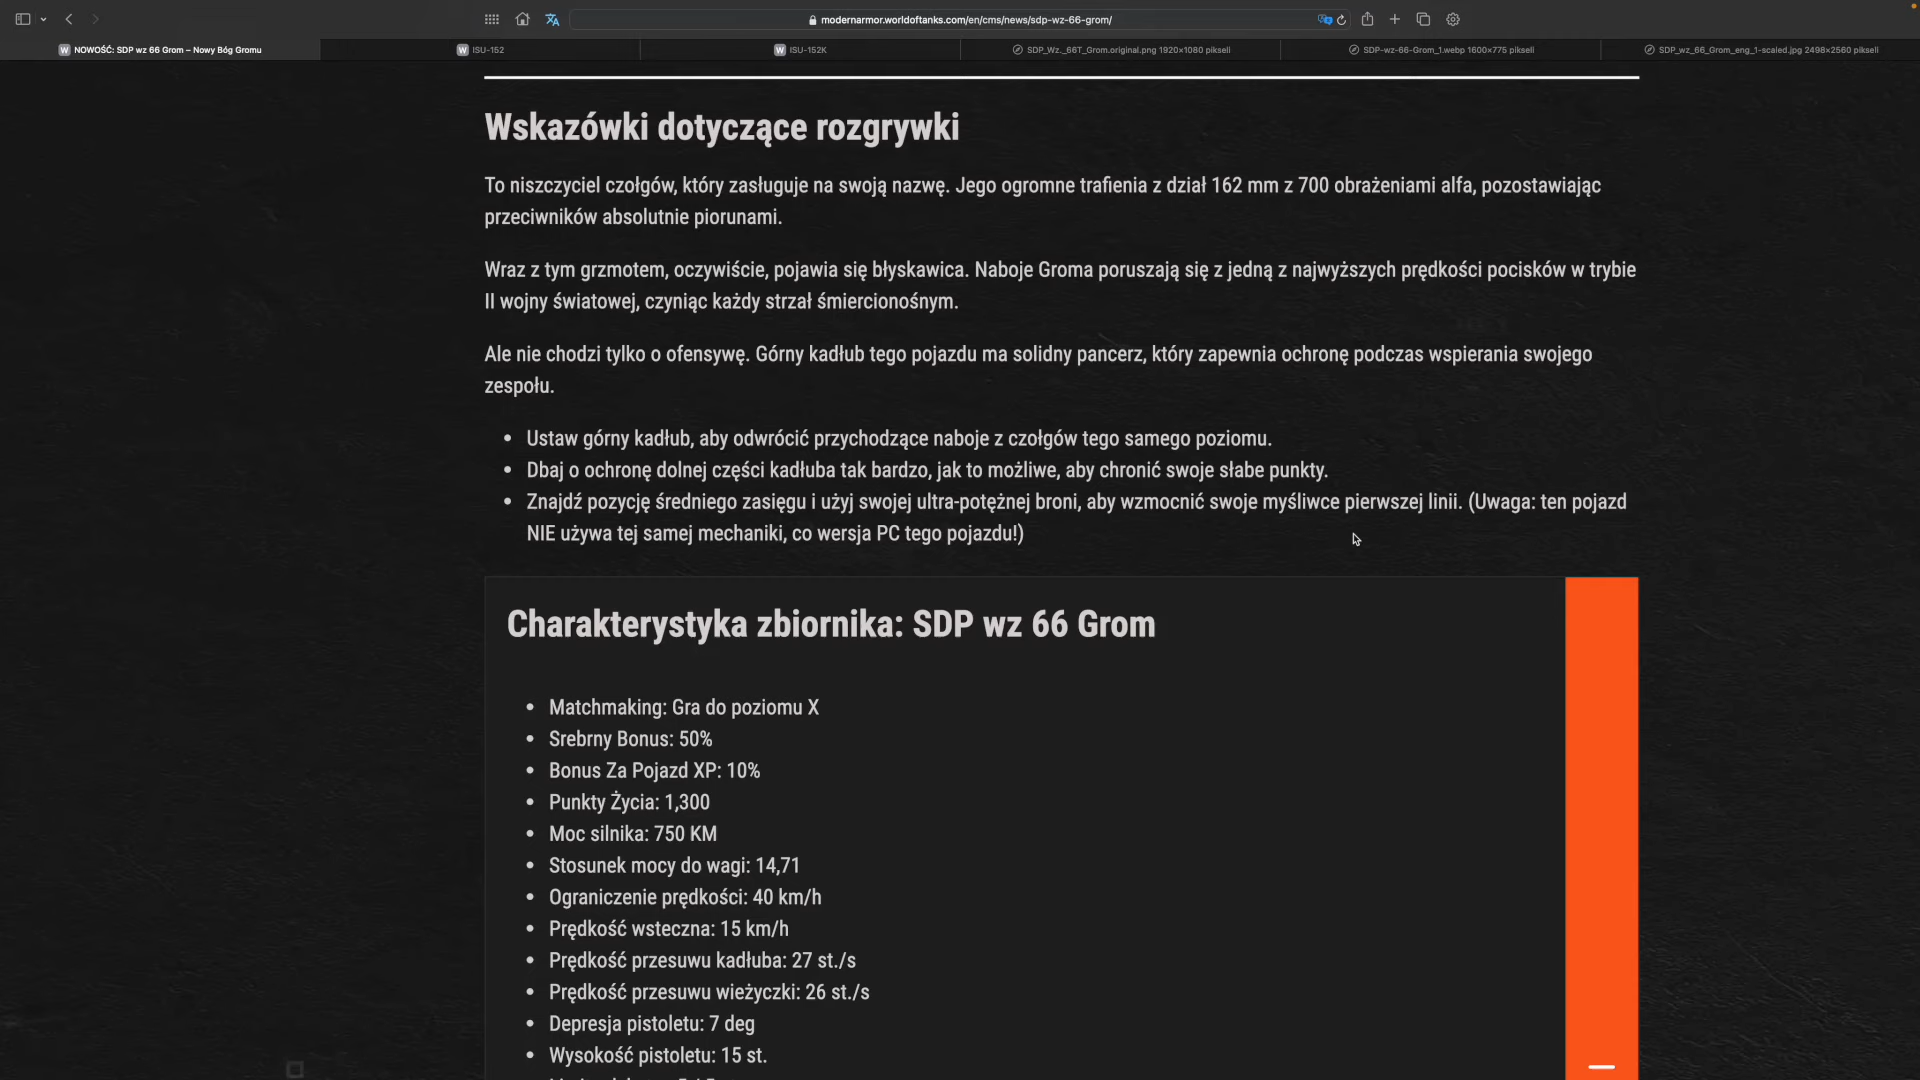 modernarmor.worldoftanks.com/en/cms/news/sdp-wz-66-grom/
NOWOŚĆ: SDP wz 66 Grom – Nowy Bóg Gromu
ISU-152
ISU-152K
SDP_Wz._66T_Grom.original.png 1920×1080 pikseli
SDP-wz-66-Grom_1.webp 1600×775 pikseli
SDP_wz_66_Grom_eng_1-scaled.jpg 2498×2560 pikseli
Wskazówki dotyczące rozgrywki
To niszczyciel czołgów, który zasługuje na swoją nazwę. Jego ogromne trafienia z dział 162 mm z 700 obrażeniami alfa, pozostawiając
przeciwników absolutnie piorunami.
Wraz z tym grzmotem, oczywiście, pojawia się błyskawica. Naboje Groma poruszają się z jedną z najwyższych prędkości pocisków w trybie
II wojny światowej, czyniąc każdy strzał śmiercionośnym.
Ale nie chodzi tylko o ofensywę. Górny kadłub tego pojazdu ma solidny pancerz, który zapewnia ochronę podczas wspierania swojego
zespołu.
• Ustaw górny kadłub, aby odwrócić przychodzące naboje z czołgów tego samego poziomu.
• Dbaj o ochronę dolnej części kadłuba tak bardzo, jak to możliwe, aby chronić swoje słabe punkty.
• Znajdź pozycję średniego zasięgu i użyj swojej ultra-potężnej broni, aby wzmocnić swoje myśliwce pierwszej linii. (Uwaga: ten pojazd
NIE używa tej samej mechaniki, co wersja PC tego pojazdu!)
Charakterystyka zbiornika: SDP wz 66 Grom
• Matchmaking: Gra do poziomu X
• Srebrny Bonus: 50%
• Bonus Za Pojazd XP: 10%
• Punkty Życia: 1,300
• Moc silnika: 750 KM
• Stosunek mocy do wagi: 14,71
• Ograniczenie prędkości: 40 km/h
• Prędkość wsteczna: 15 km/h
• Prędkość przesuwu kadłuba: 27 st./s
• Prędkość przesuwu wieżyczki: 26 st./s
• Depresja pistoletu: 7 deg
• Wysokość pistoletu: 15 st.